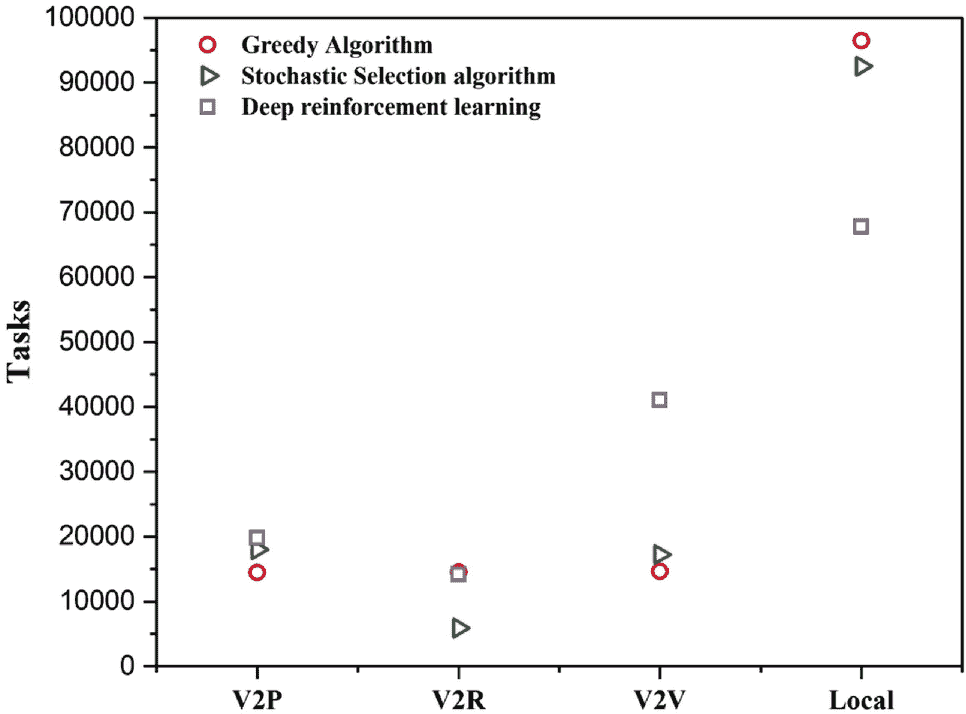 100000
90000
80000
70000
60000
50000
40000
30000
20000
10000
0
Tasks
Greedy Algorithm
Stochastic Selection algorithm
Deep reinforcement learning
V2P V2R V2V Local